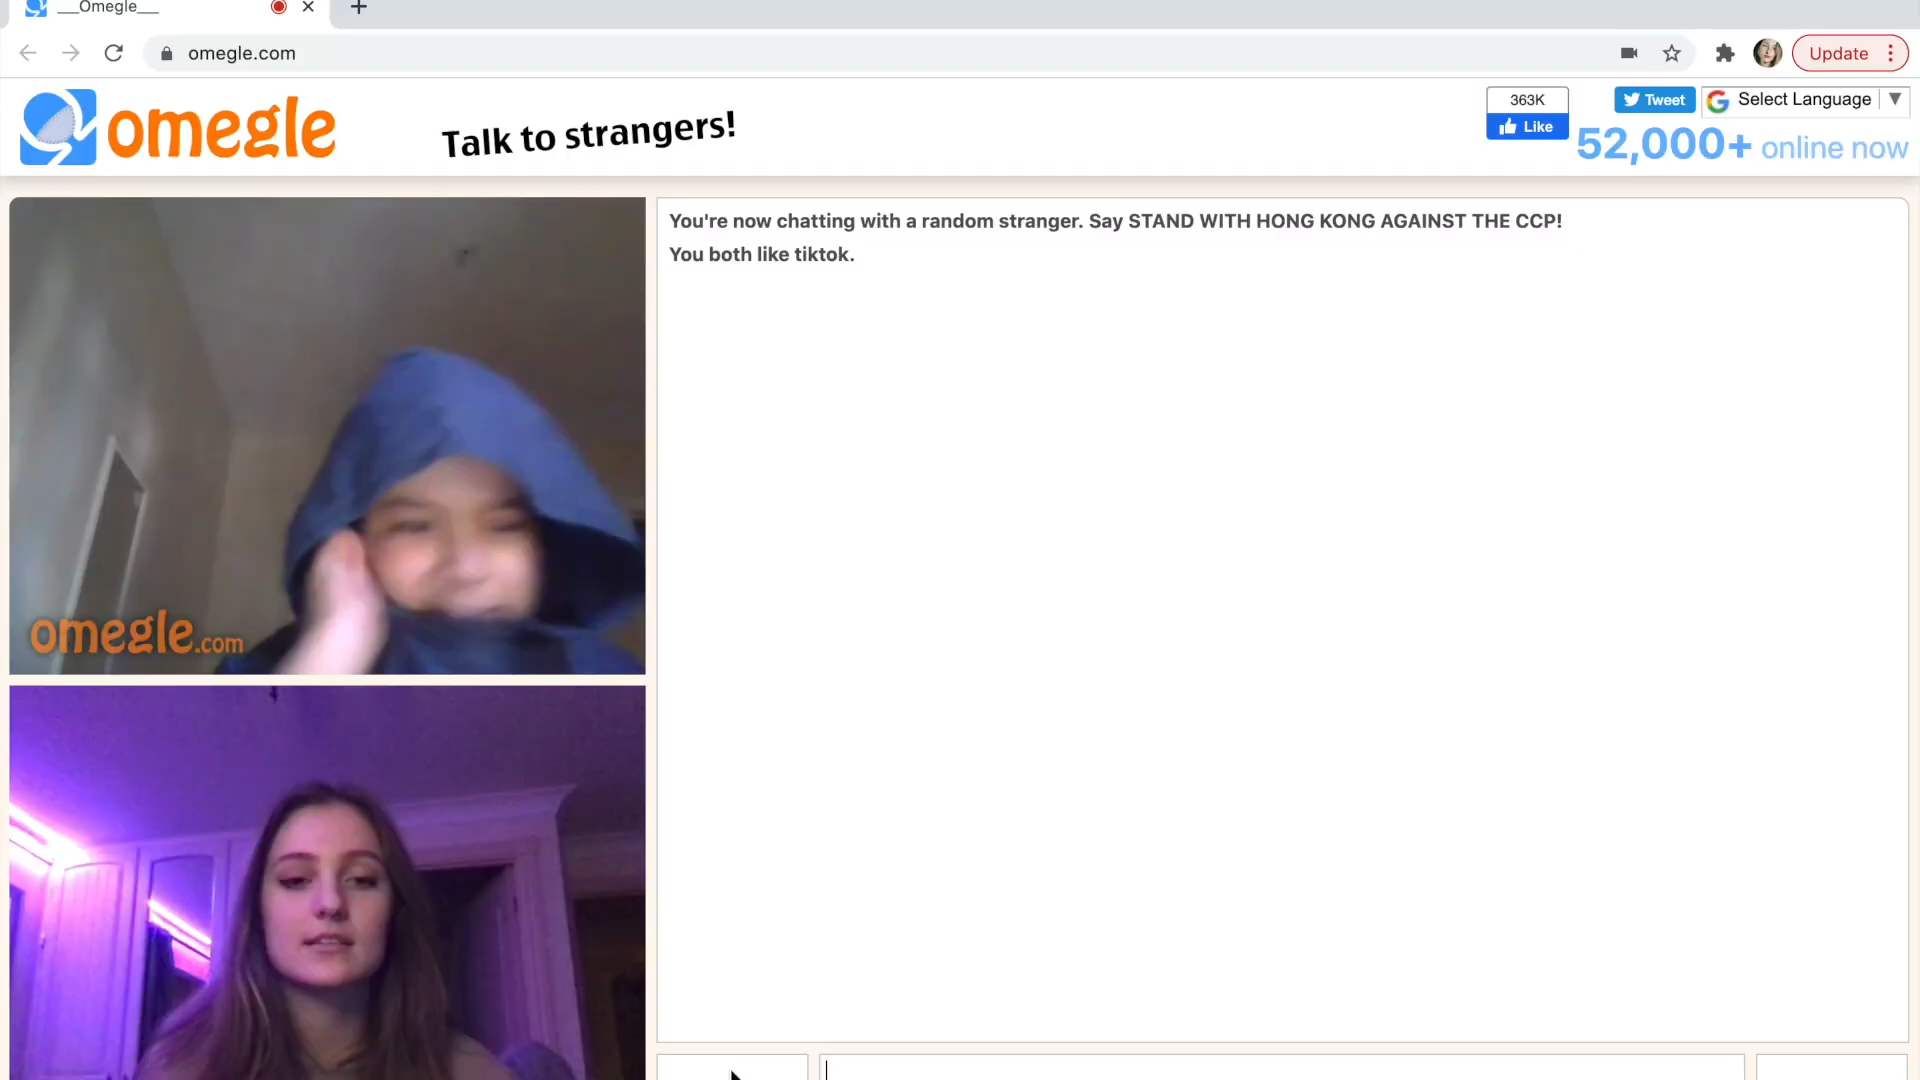 ___Omegle___
omegle.com
Update
omegle
Talk to strangers!
363K
Like
Tweet
Select Language
52,000+ online now
You're now chatting with a random stranger. Say STAND WITH HONG KONG AGAINST THE CCP!
You both like tiktok.
omegle.com